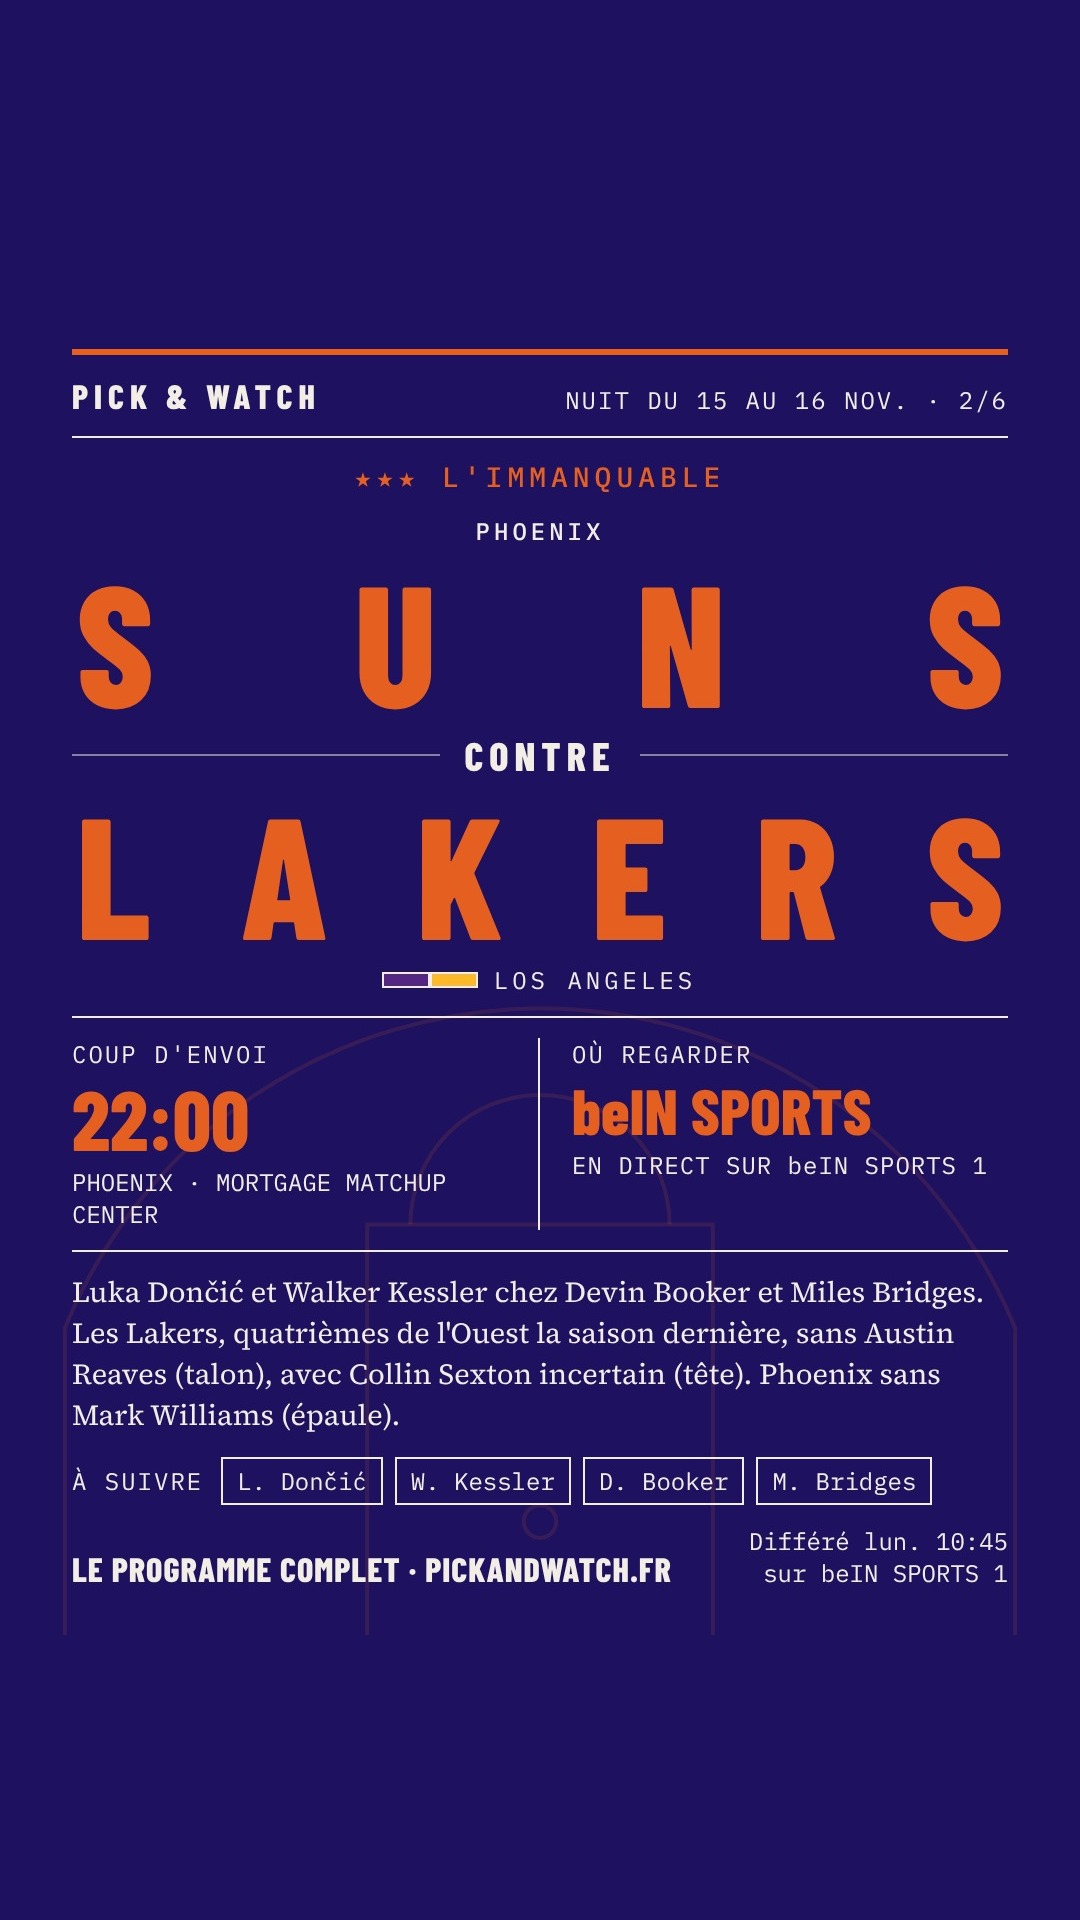 PICK & WATCH
NUIT DU 15 AU 16 NOV. · 2/6
★★★ L'IMMANQUABLE
PHOENIX
SUNS
CONTRE
LAKERS
LOS ANGELES
COUP D'ENVOI
22:00
PHOENIX · MORTGAGE MATCHUP
CENTER
OÙ REGARDER
beIN SPORTS
EN DIRECT SUR beIN SPORTS 1
Luka Dončić et Walker Kessler chez Devin Booker et Miles Bridges.
Les Lakers, quatrièmes de l'Ouest la saison dernière, sans Austin
Reaves (talon), avec Collin Sexton incertain (tête). Phoenix sans
Mark Williams (épaule).
À SUIVRE L. Dončić W. Kessler D. Booker M. Bridges
LE PROGRAMME COMPLET · PICKANDWATCH.FR
Différé lun. 10:45
sur beIN SPORTS 1